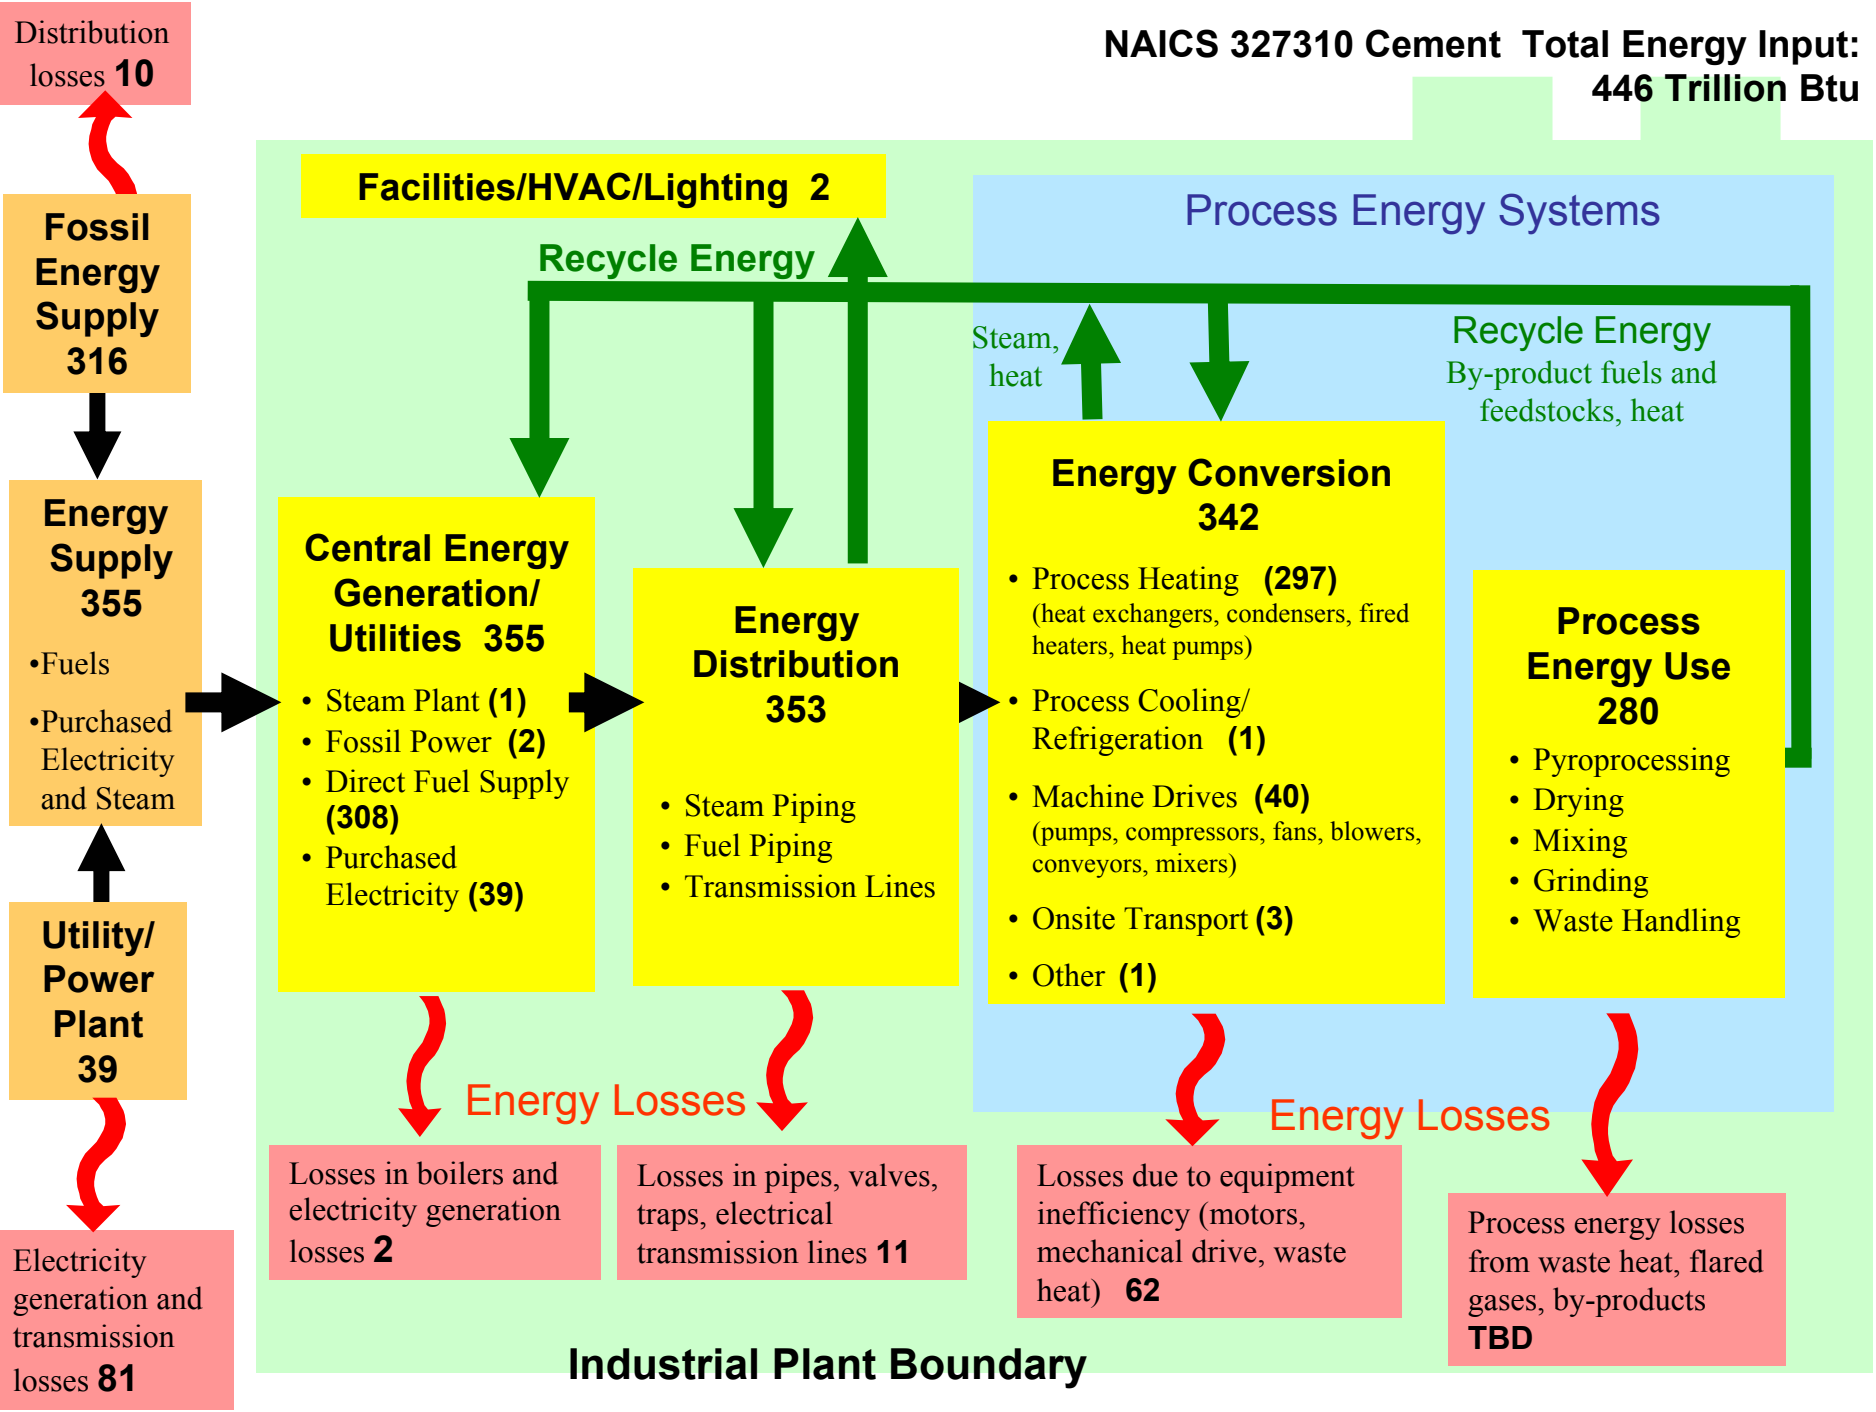 Distribution
losses 10
NAICS 327310 Cement Total Energy Input:
446 Trillion Btu
Fossil
Energy
Supply
316
Energy
Supply
355
•Fuels
•Purchased
Electricity
and Steam
Utility/
Power
Plant
39
Electricity
generation and
transmission
losses 81
Facilities/HVAC/Lighting 2
Recycle Energy
Process Energy Systems
Steam,
heat
Recycle Energy
By-product fuels and
feedstocks, heat
Central Energy
Generation/
Utilities 355
• Steam Plant (1)
• Fossil Power (2)
• Direct Fuel Supply
(308)
• Purchased
Electricity (39)
Energy
Distribution
353
• Steam Piping
• Fuel Piping
• Transmission Lines
Energy Conversion
342
• Process Heating (297)
(heat exchangers, condensers, fired
heaters, heat pumps)
• Process Cooling/
Refrigeration (1)
• Machine Drives (40)
(pumps, compressors, fans, blowers,
conveyors, mixers)
• Onsite Transport (3)
• Other (1)
Process
Energy Use
280
• Pyroprocessing
• Drying
• Mixing
• Grinding
• Waste Handling
Energy Losses
Energy Losses
Losses in boilers and
electricity generation
losses 2
Losses in pipes, valves,
traps, electrical
transmission lines 11
Losses due to equipment
inefficiency (motors,
mechanical drive, waste
heat) 62
Process energy losses
from waste heat, flared
gases, by-products
TBD
Industrial Plant Boundary